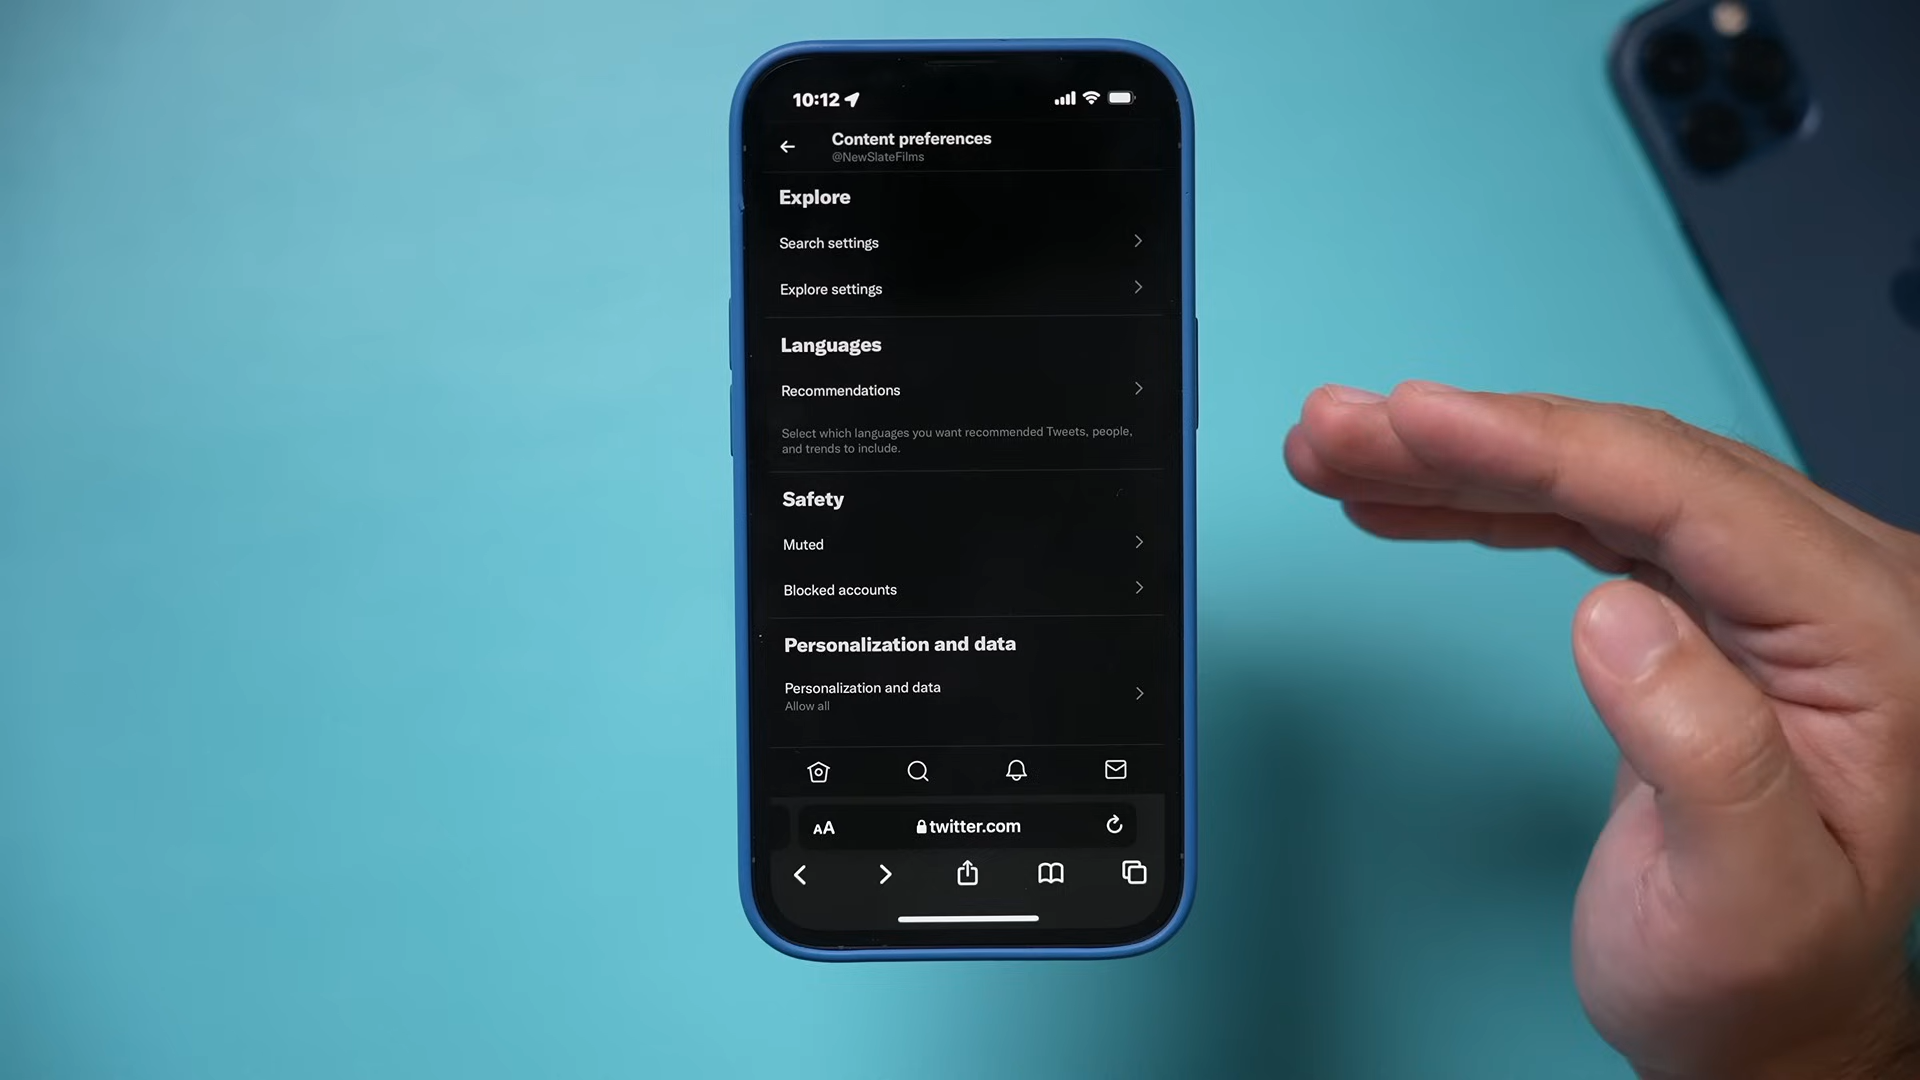 10:12
Content preferences
@NewSlateFilms
Explore
Search settings
Explore settings
Languages
Recommendations
Select which languages you want recommended Tweets, people,
and trends to include.
Safety
Muted
Blocked accounts
Personalization and data
Personalization and data
Allow all
AA
twitter.com